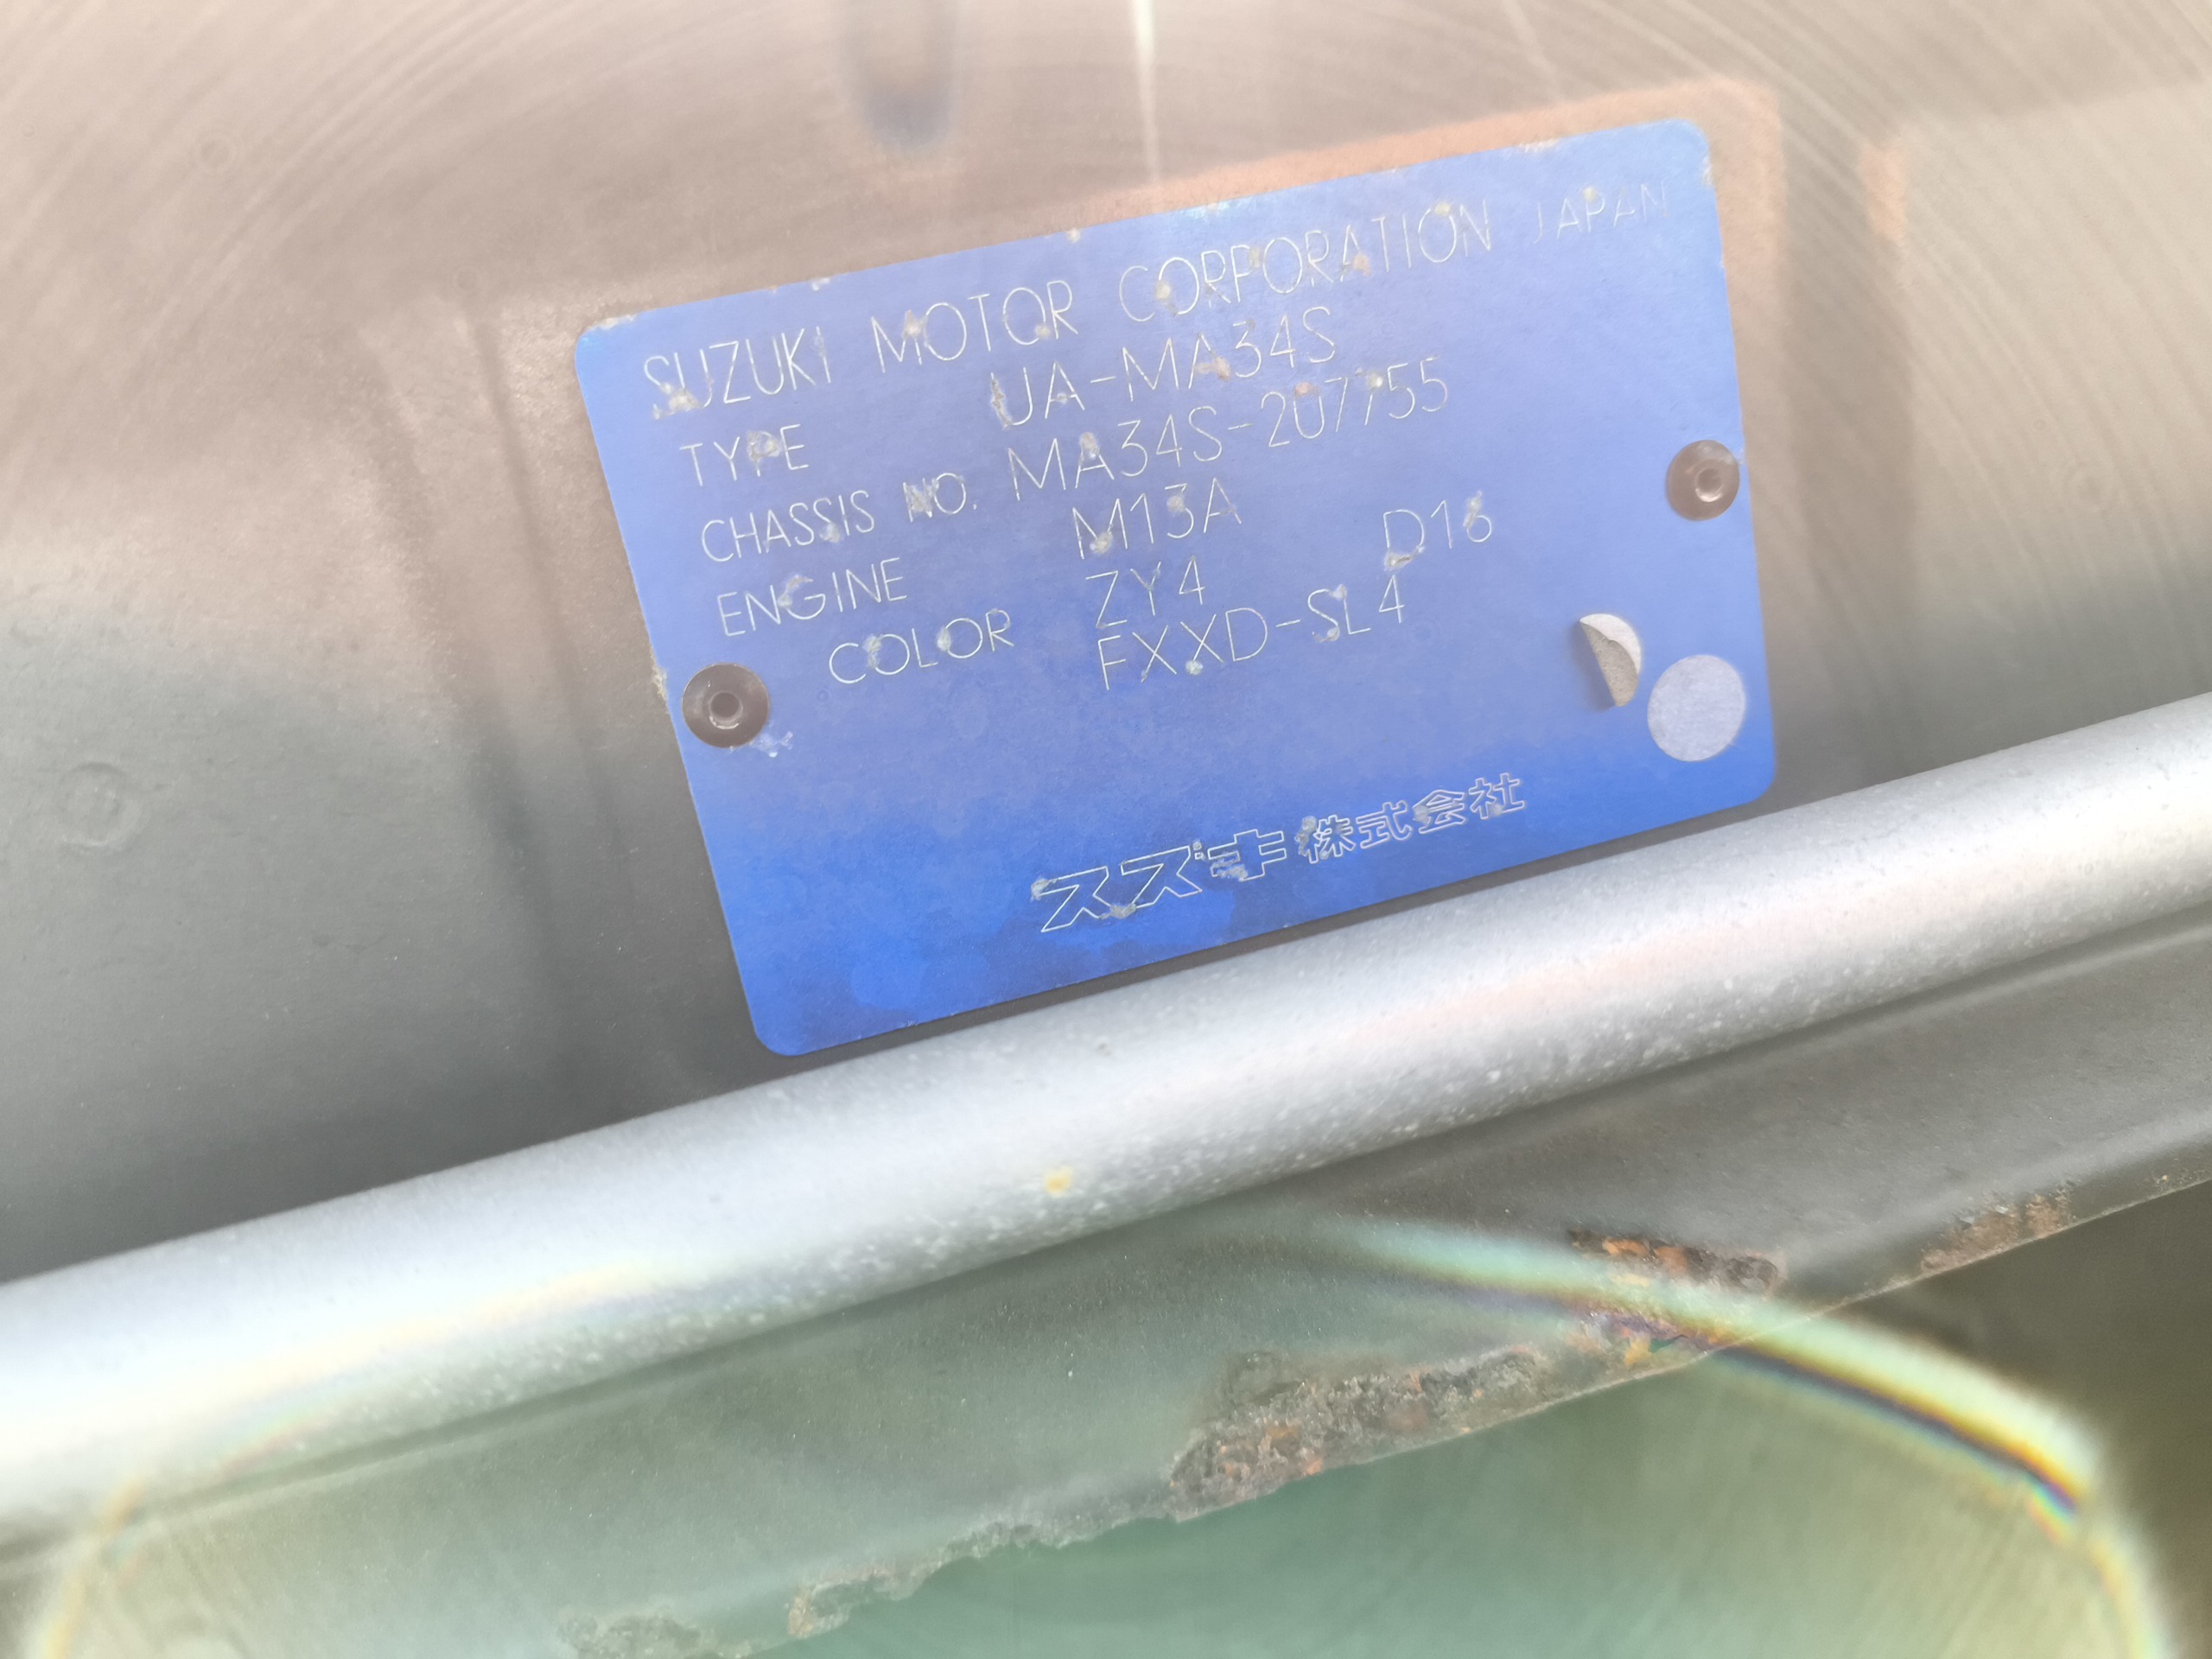 SUZUKI MOTOR CORPORATION JAPAN
TYPE UA-MA34S
CHASSIS NO. MA34S-207755
ENGINE M13A
COLOR ZY4 D16
FXXD-SL4
スズキ株式会社